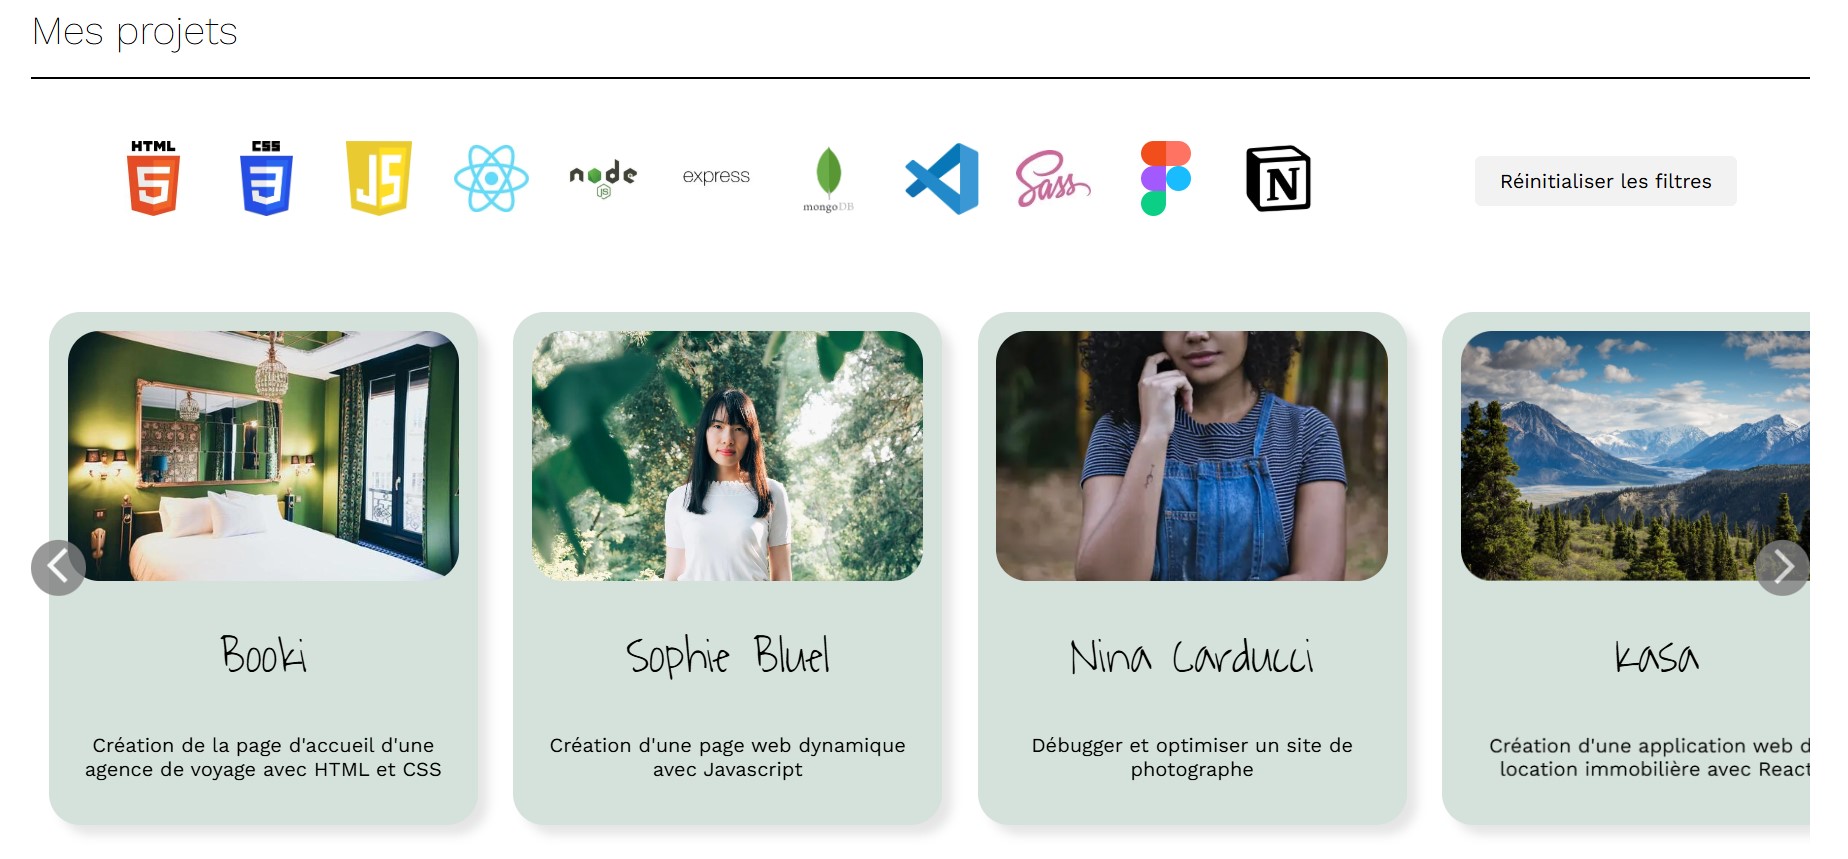 Mes projets
HTML
5
CSS
3
JS
node
JS
express
mongoDB
Sass
N
Réinitialiser les filtres
Booki
Création de la page d'accueil d'une
agence de voyage avec HTML et CSS
Sophie Bluel
Création d'une page web dynamique
avec Javascript
Nina Carducci
Débugger et optimiser un site de
photographe
kasa
Création d'une application web d
location immobilière avec React